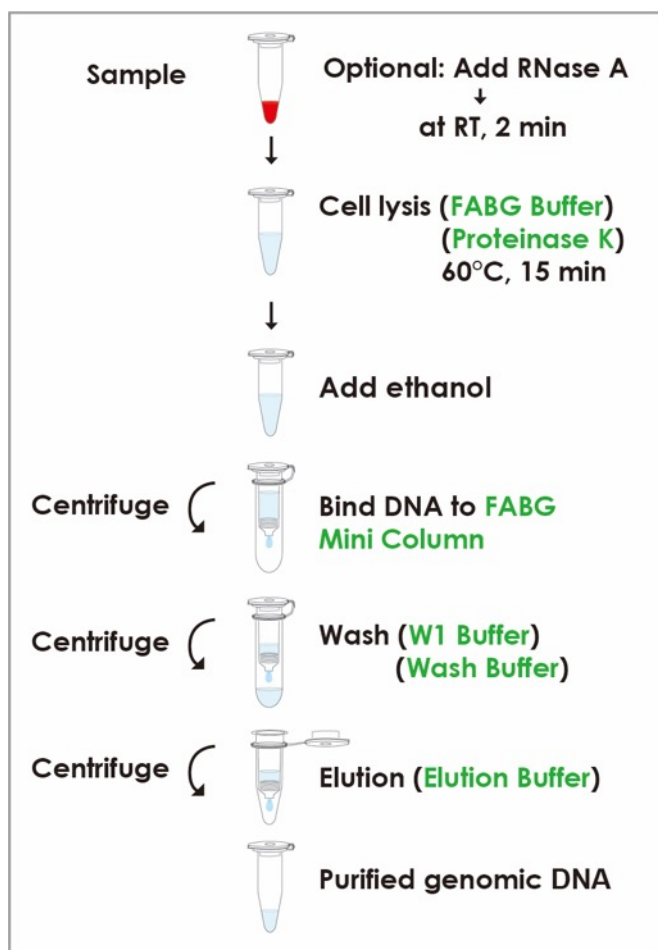 Sample
Optional: Add RNase A
at RT, 2 min
Cell lysis (FABG Buffer)
(Proteinase K)
60°C, 15 min
Add ethanol
Centrifuge
Bind DNA to FABG
Mini Column
Centrifuge
Wash (W1 Buffer)
(Wash Buffer)
Centrifuge
Elution (Elution Buffer)
Purified genomic DNA